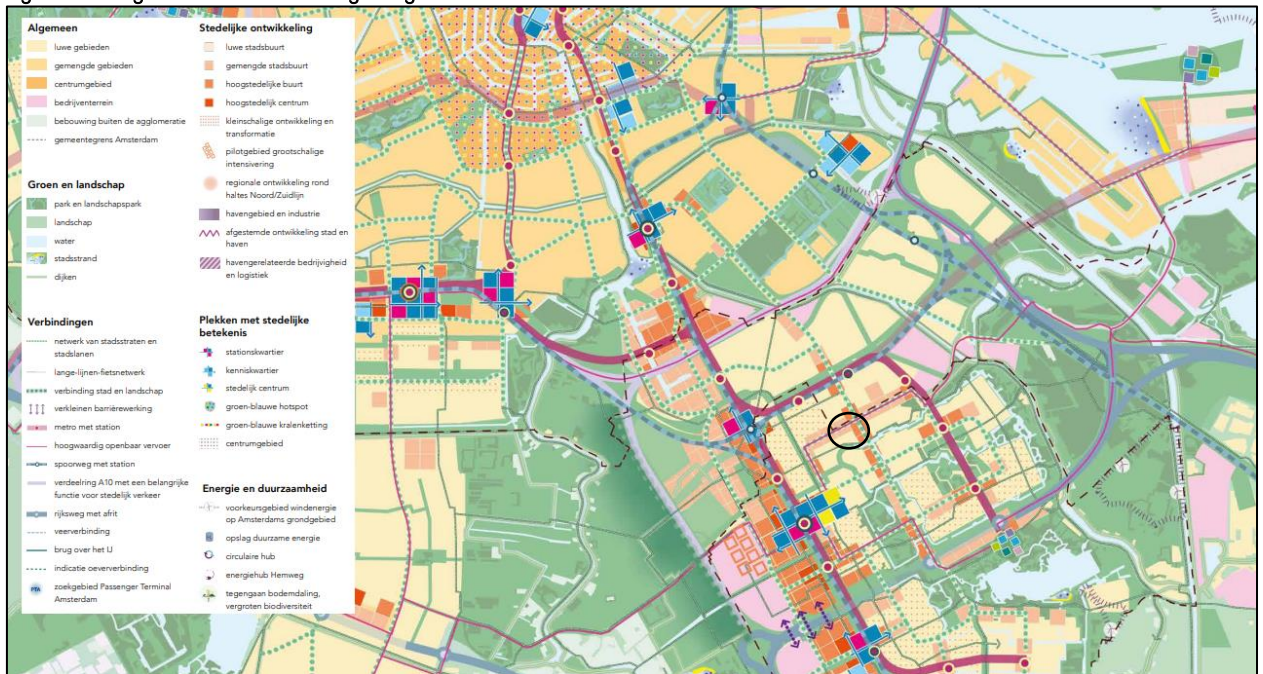 Algemeen
luwe gebieden
gemengde gebieden
centrumgebied
bedrijventerrein
bebouwing buiten de agglomeratie
gemeentegrens Amsterdam
Groen en landschap
park en landschapspark
landschap
water
stadsstrand
dijken
Verbindingen
netwerk van stadsstraten en
stadslanen
lange-lijnen-fietsnetwerk
verbinding stad en landschap
verkleinen barrièrewerking
metro met station
hoogwaardig openbaar vervoer
spoorweg met station
verdeelring A10 met een belangrijke
functie voor stedelijk verkeer
rijksweg met afrit
veerverbinding
brug over het IJ
indicatie oeververbinding
PTA
zoekgebied Passenger Terminal
Amsterdam
Stedelijke ontwikkeling
luwe stadsbuurt
gemengde stadsbuurt
hoogstedelijke buurt
hoogstedelijk centrum
kleinschalige ontwikkeling en
transformatie
pilotgebied grootschalige
intensivering
regionale ontwikkeling rond
haltes Noord/Zuidlijn
havengebied en industrie
afgestemde ontwikkeling stad en
haven
havengerelateerde bedrijvigheid
en logistiek
Plekken met stedelijke
betekenis
stationskwartier
kenniskwartier
stedelijk centrum
groen-blauwe hotspot
groen-blauwe kralenketting
centrumgebied
Energie en duurzaamheid
voorkeursgebied windenergie
op Amsterdams grondgebied
opslag duurzame energie
circulaire hub
energiehub Hemweg
tegengaan bodemdaling,
vergroten biodiversiteit